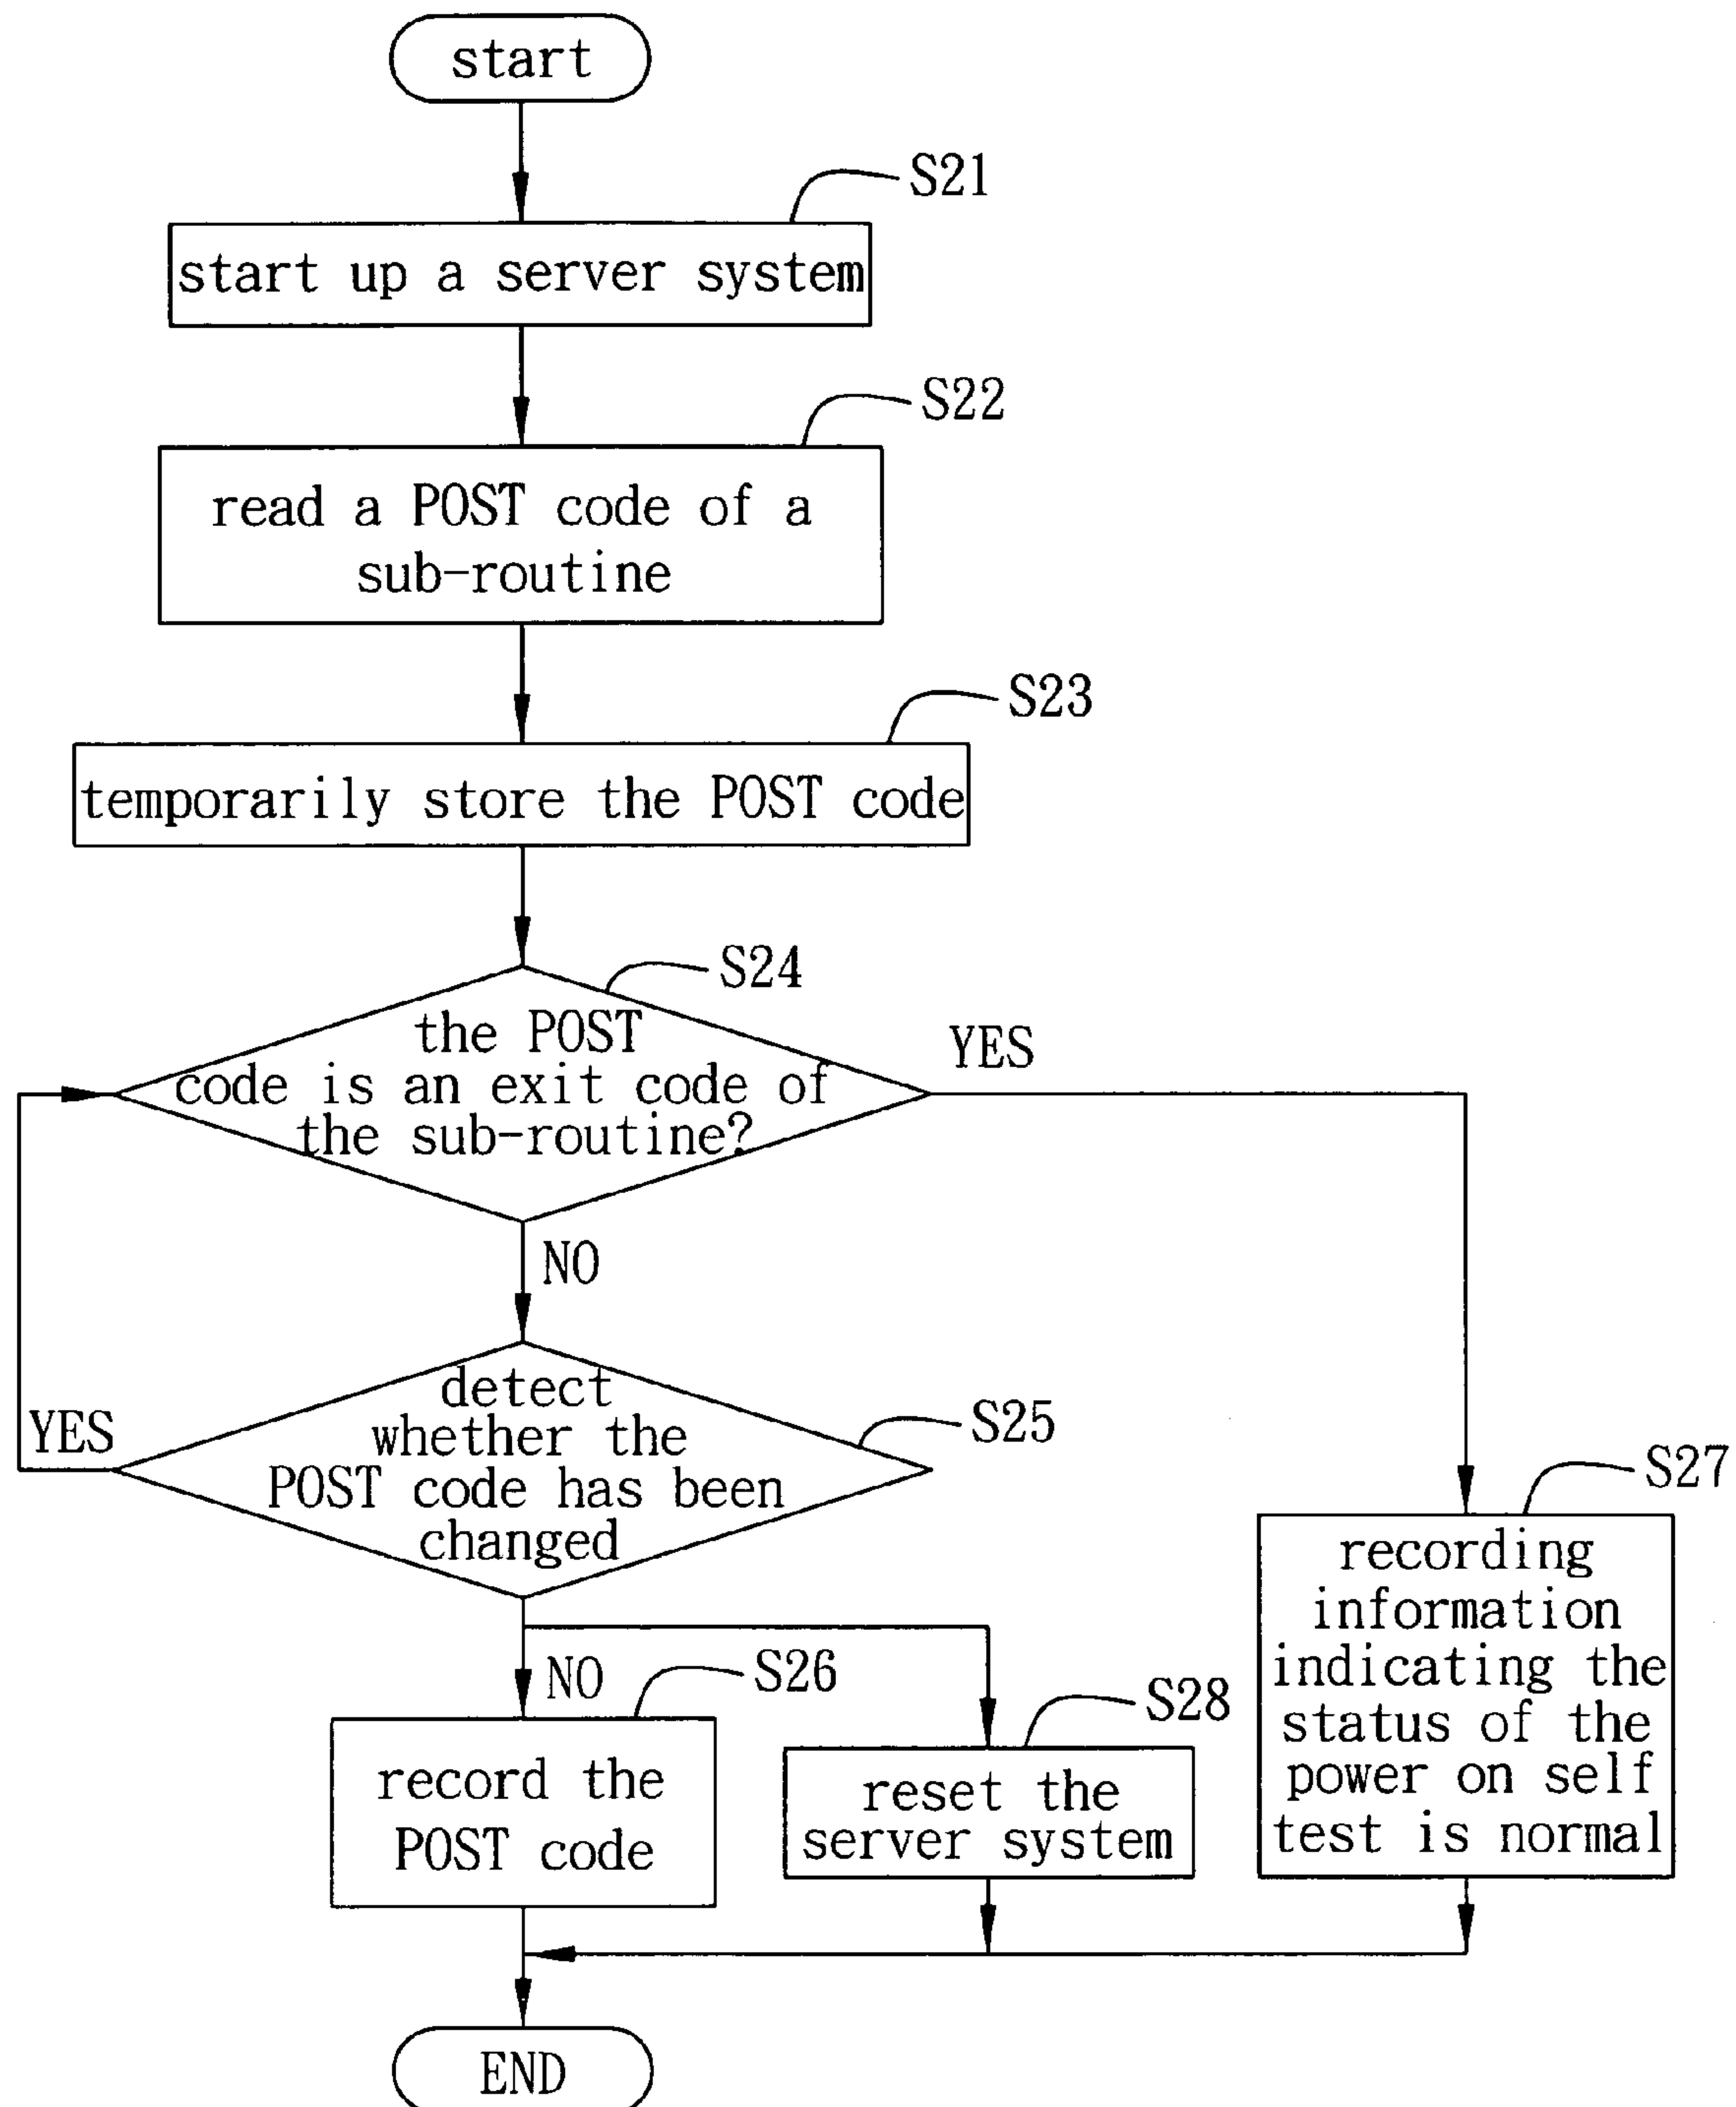 start
S21
start up a server system
S22
read a POST code of a
sub-routine
S23
temporarily store the POST code
S24
the POST
code is an exit code of
the sub-routine?
YES
NO
detect
whether the
POST code has been
changed
S25
YES
S27
recording
information
indicating the
status of the
power on self
test is normal
NO
S26
record the
POST code
S28
reset the
server system
END